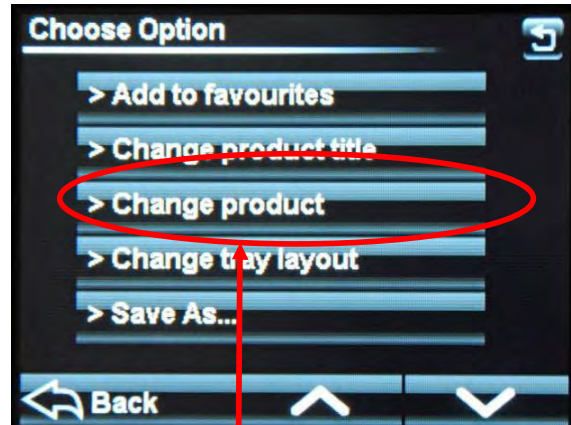 Choose Option
> Add to favourites
> Change product title
> Change product
> Change tray layout
> Save As...
Back